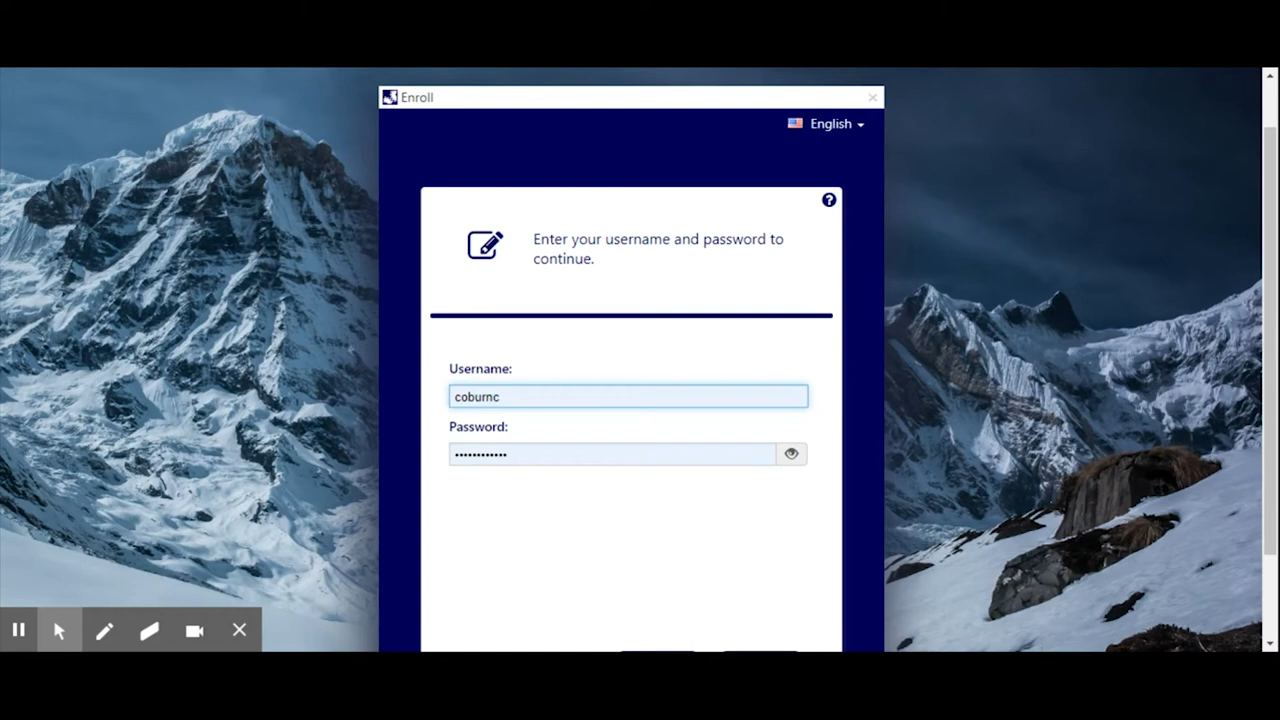 Enroll
English
Enter your username and password to
continue.
Username:
coburnc
Password:
••••••••••••